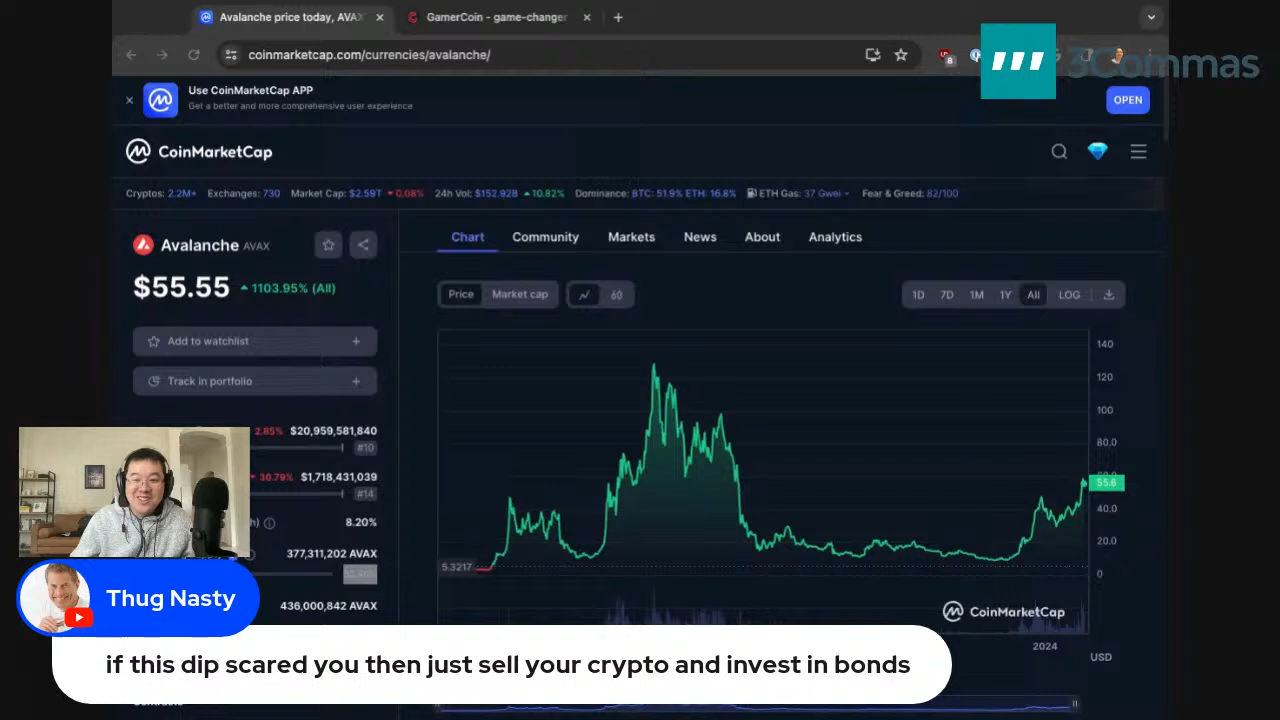 Avalanche price today, AVAX
GamerCoin - game-changer
coinmarketcap.com/currencies/avalanche/
8
3Commas
Use CoinMarketCap APP
Get a better and more comprehensive user experience
OPEN
CoinMarketCap
Cryptos: 2.2M+ Exchanges: 730 Market Cap: $2.59T 0.08% 24h Vol: $152.92B 10.82% Dominance: BTC: 51.9% ETH: 16.8% ETH Gas: 37 Gwei Fear & Greed: 82/100
Avalanche AVAX
$55.55 1103.95% (All)
Add to watchlist +
Track in portfolio +
2.85% $20,959,581,840
#10
30.79% $1,718,431,039
#14
8.20%
377,311,202 AVAX
436,000,842 AVAX
Chart Community Markets News About Analytics
Price Market cap
1D 7D 1M 1Y All LOG
140
120
100
80.0
55.6
40.0
20.0
0
5.3217
CoinMarketCap
2024
USD
Thug Nasty
if this dip scared you then just sell your crypto and invest in bonds